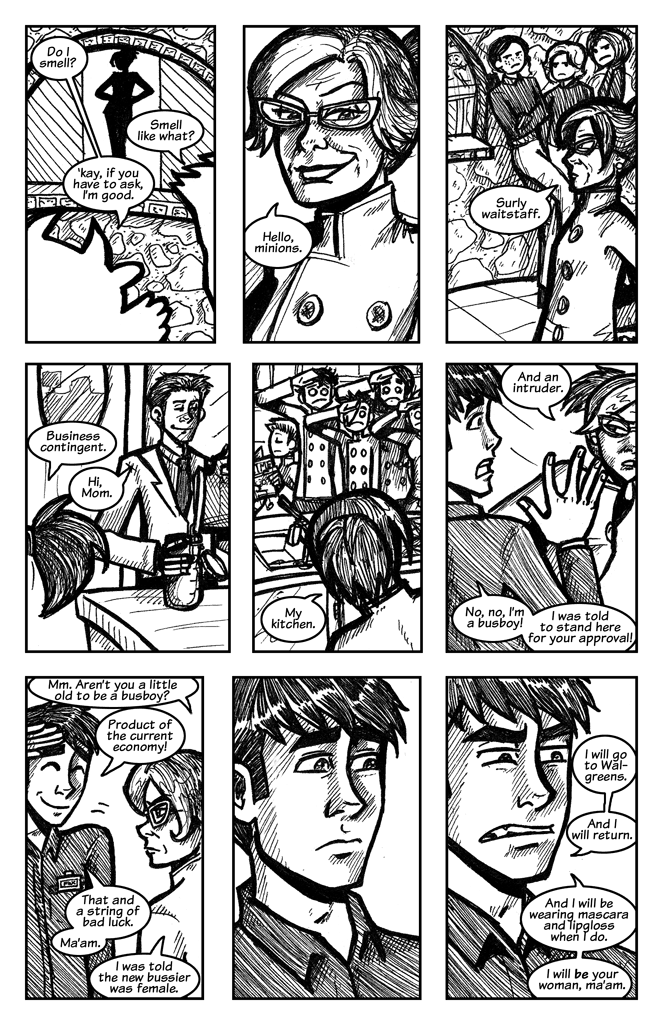 Do I
smell?
Smell
like what?
'kay, if you
have to ask,
I'm good.
Hello,
minions.
Surly
waitstaff.
Business
contingent.
Hi,
Mom.
My
kitchen.
And an
intruder.
No, no, I'm
a busboy!
I was told
to stand here
for your approval!
Mm. Aren't you a little
old to be a busboy?
Product of
the current
economy!
That and
a string of
bad luck.
Ma'am.
I was told
the new bussier
was female.
I will go
to Wal-
greens.
And I
will return.
And I will be
wearing mascara
and lipgloss
when I do.
I will be your
woman, ma'am.